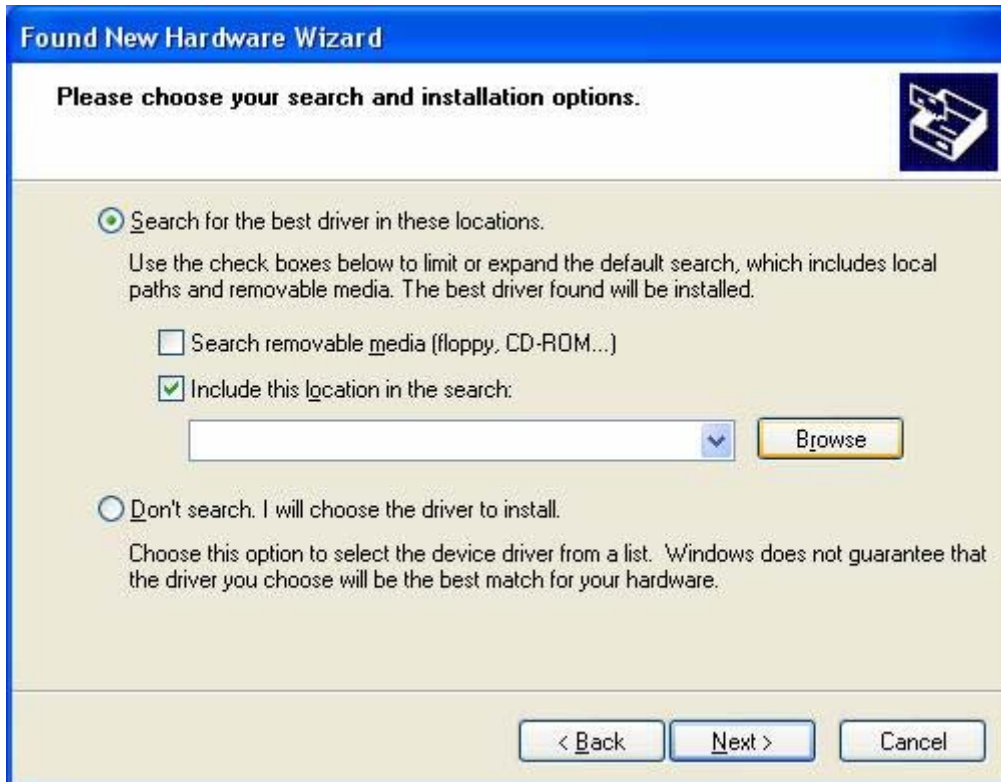 Found New Hardware Wizard
Please choose your search and installation options.
Search for the best driver in these locations.
Use the check boxes below to limit or expand the default search, which includes local
paths and removable media. The best driver found will be installed.
Search removable media (floppy, CD-ROM...)
Include this location in the search:
Browse
Don't search. I will choose the driver to install.
Choose this option to select the device driver from a list. Windows does not guarantee that
the driver you choose will be the best match for your hardware.
< Back Next > Cancel